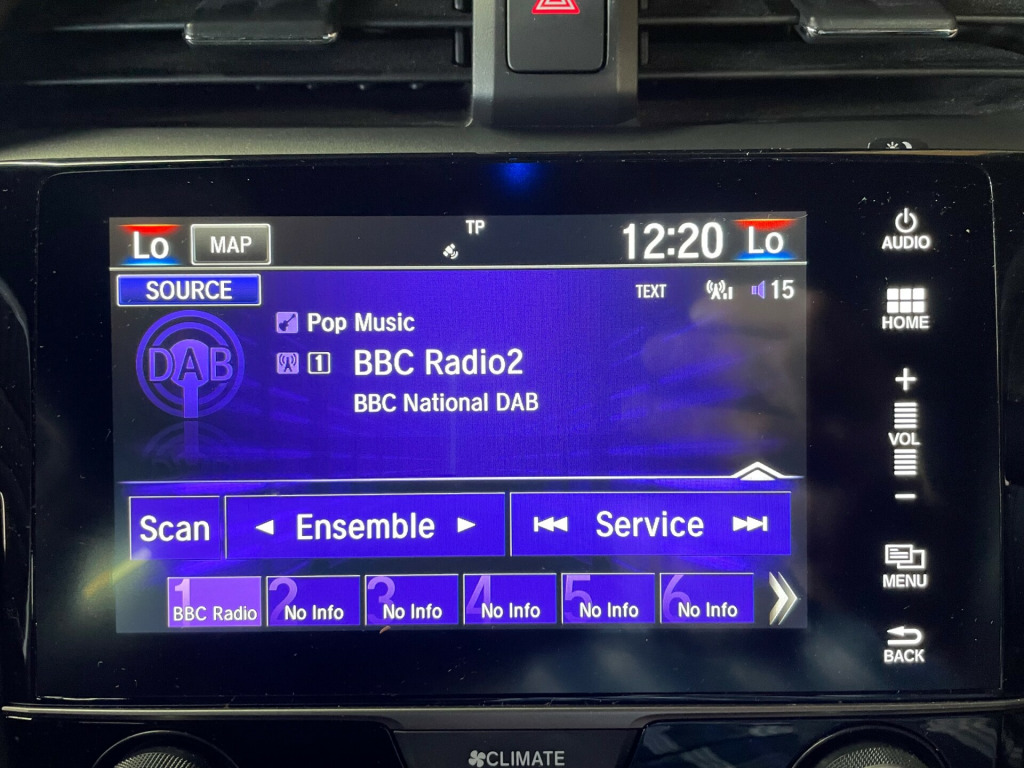 Lo MAP TP 12:20 Lo
AUDIO
SOURCE TEXT 15
HOME
Pop Music
DAB
1 BBC Radio2
BBC National DAB
+
VOL
-
Scan Ensemble Service
MENU
1 BBC Radio 2 No Info 3 No Info 4 No Info 5 No Info 6 No Info
BACK
CLIMATE